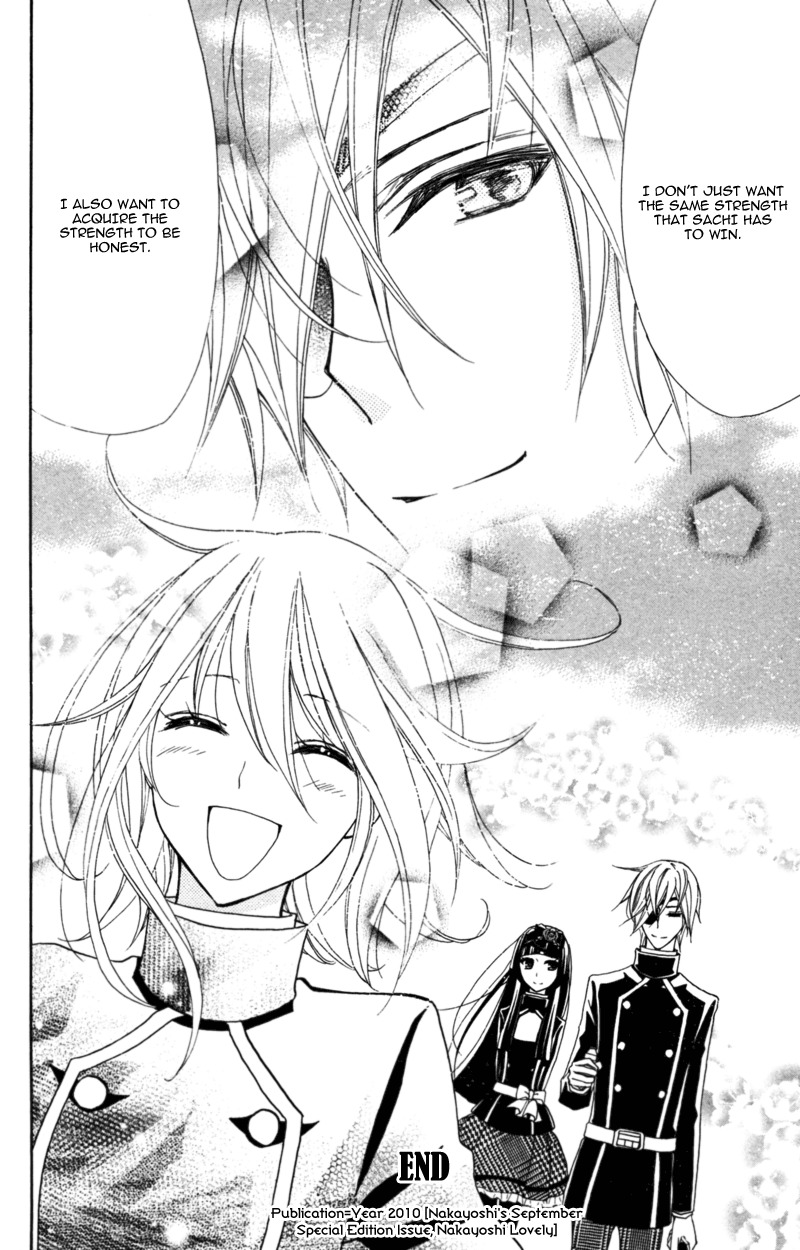 I DON'T JUST WANT
THE SAME STRENGTH
THAT SACHI HAS
TO WIN.
I ALSO WANT TO
ACQUIRE THE
STRENGTH TO BE
HONEST.
END
Publication-Year 2010 [Nakayoshi's September
Special Edition Issue, Nakayoshi Lovely]